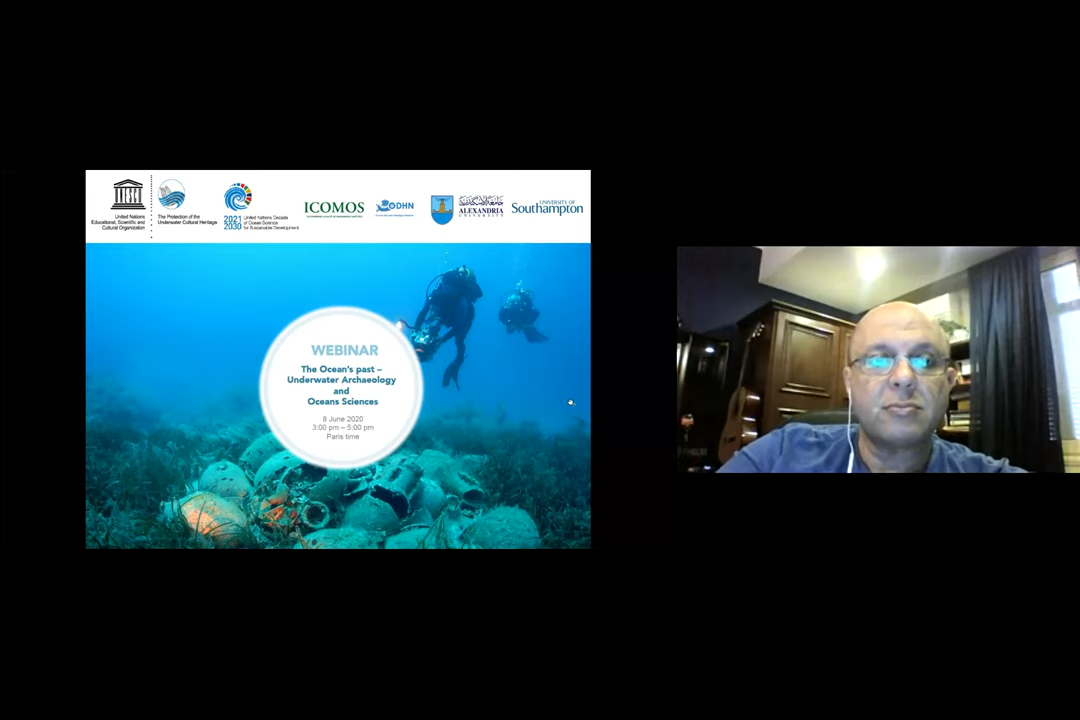 United Nations
Educational, Scientific and
Cultural Organization
The Protection of the
Underwater Cultural Heritage
2021
2030
United Nations Decade
of Ocean Science
for Sustainable Development
ICOMOS
ODHN
جامعة الإسكندرية
ALEXANDRIA
UNIVERSITY
UNIVERSITY OF
Southampton
WEBINAR
The Ocean's past –
Underwater Archaeology
and
Oceans Sciences
8 June 2020
3:00 pm – 5:00 pm
Paris time